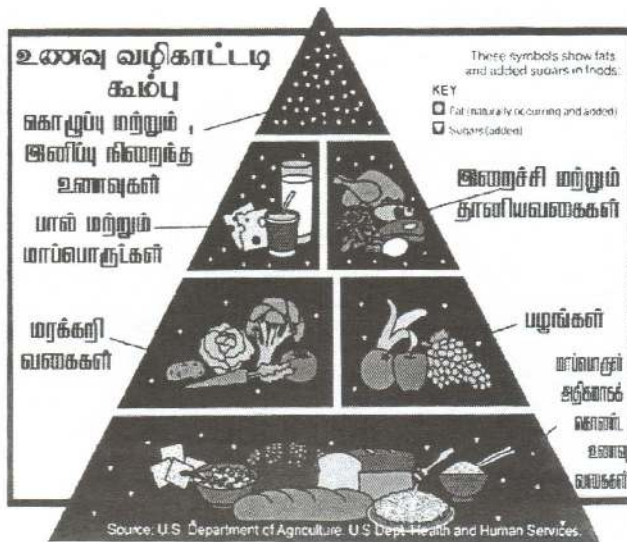 உணவு வழிகாட்டடி
கூம்பு
கொழுப்பு மற்றும்
இனிப்பு நிறைந்த
உணவுகள்
பால் மற்றும்
மாப்பொருட்கள்
மரக்கறி
வகைகள்
These symbols show fats
and added sugars in foods:
KEY
Fat (naturally occurring and added)
Sugars (added)
இறைச்சி மற்றும்
தானியவகைகள்
பழங்கள்
மாப்பொருள்
அதிகமாகக்
கொண்ட
உணவு
வகைகள்
Source: U.S. Department of Agriculture. U.S Dept. Health and Human Services.